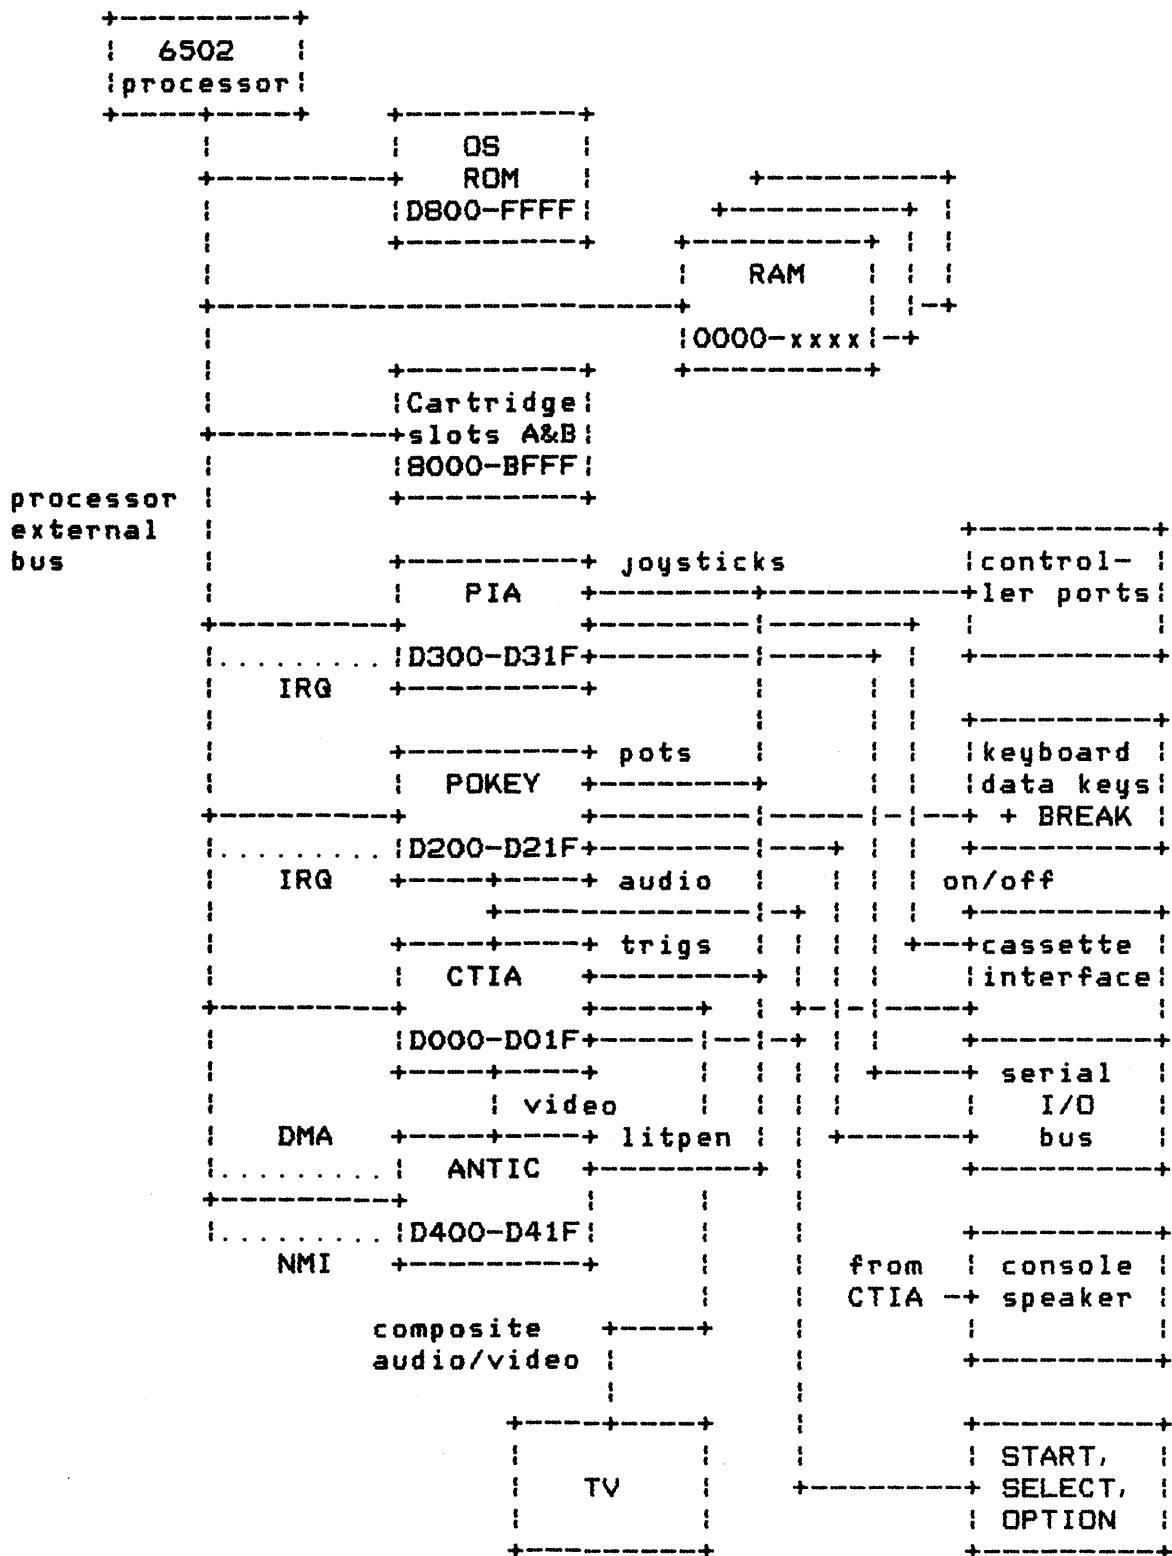 6502
processor
OS
ROM
D800-FFFF
RAM
0000-xxxx
Cartridge
slots A&B
8000-BFFF
processor
external
bus
joysticks
control-
PIA
ler ports
D300-D31F
IRQ
pots
keyboard
POKEY
data keys
+ BREAK
D200-D21F
IRQ
audio
on/off
trigs
cassette
CTIA
interface
D000-D01F
serial
video
I/O
DMA
litpen
bus
ANTIC
D400-D41F
NMI
from
console
CTIA
speaker
composite
audio/video
START,
TV
SELECT,
OPTION